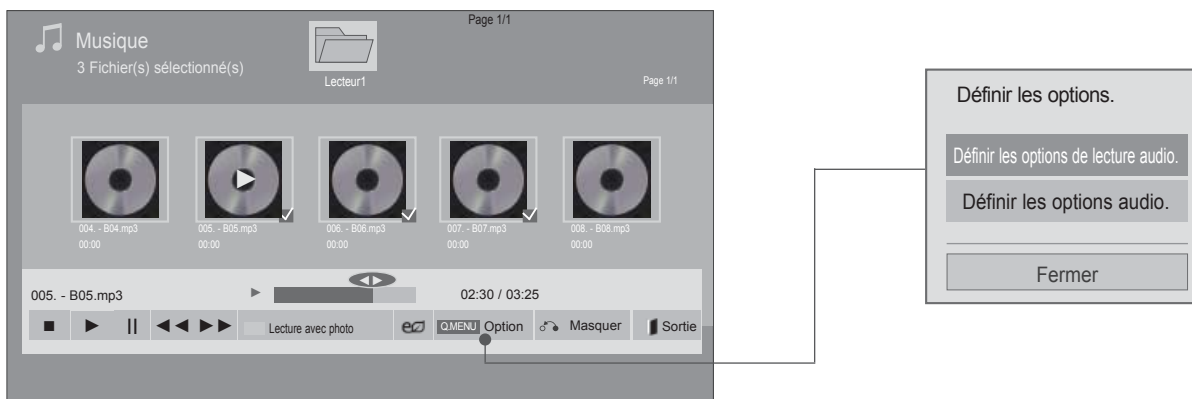 Page 1/1
Musique
3 Fichier(s) sélectionné(s)
Lecteur1
Page 1/1
004. - B04.mp3
00:00
005. - B05.mp3
00:00
006. - B06.mp3
00:00
007. - B07.mp3
00:00
008. - B08.mp3
00:00
005. - B05.mp3
02:30 / 03:25
Lecture avec photo
Q.MENU Option
Masquer
Sortie
Définir les options.
Définir les options de lecture audio.
Définir les options audio.
Fermer